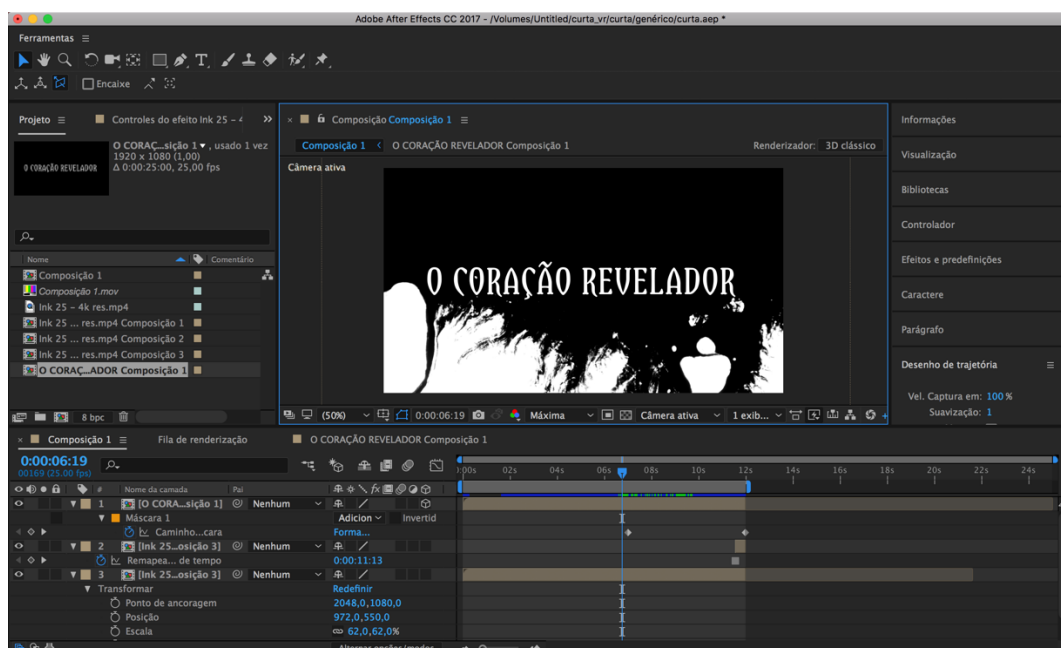 Adobe After Effects CC 2017 - /Volumes/Untitled/curta_vr/curta/genérico/curta.aep *
Ferramentas
Encaixe
Projeto
Controles do efeito Ink 25 – 4
O CORAÇ...sição 1 , usado 1 vez
1920 x 1080 (1,00)
Δ 0:00:25:00, 25,00 fps
O CORAÇÃO REVELADOR
Nome
Comentário
Composição 1
Composição 1.mov
Ink 25 – 4k res.mp4
Ink 25 ... res.mp4 Composição 1
Ink 25 ... res.mp4 Composição 2
Ink 25 ... res.mp4 Composição 3
O CORAÇ...ADOR Composição 1
8 bpc
Composição Composição 1
Composição 1
O CORAÇÃO REVELADOR Composição 1
Renderizador: 3D clássico
Câmera ativa
O CORAÇÃO REVELADOR
(50%)
0:00:06:19
Máxima
Câmera ativa
1 exib...
Informações
Visualização
Bibliotecas
Controlador
Efeitos e predefinições
Caractere
Parágrafo
Desenho de trajetória
Vel. Captura em: 100 %
Suavização: 1
Composição 1
Fila de renderização
O CORAÇÃO REVELADOR Composição 1
0:00:06:19
00169 (25.00 fps)
):00s 02s 04s 06s 08s 10s 12s 14s 16s 18s 20s 22s 24s
# Nome da camada Pai
1 [O CORA...sição 1] Nenhum
Máscara 1 Adicion Invertid
Caminho...cara Forma...
2 [Ink 25...osição 3] Nenhum
Remapea... de tempo 0:00:11:13
3 [Ink 25...osição 3] Nenhum
Transformar Redefinir
Ponto de ancoragem 2048,0,1080,0
Posição 972,0,550,0
Escala 62,0,62,0%
Alternar opções/modos